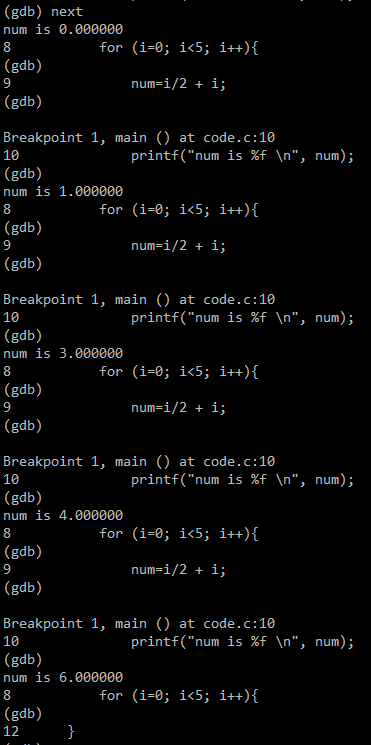 (gdb) next
num is 0.000000
8           for (i=0; i<5; i++){
(gdb)
9               num=i/2 + i;
(gdb)

Breakpoint 1, main () at code.c:10
10              printf("num is %f \n", num);
(gdb)
num is 1.000000
8           for (i=0; i<5; i++){
(gdb)
9               num=i/2 + i;
(gdb)

Breakpoint 1, main () at code.c:10
10              printf("num is %f \n", num);
(gdb)
num is 3.000000
8           for (i=0; i<5; i++){
(gdb)
9               num=i/2 + i;
(gdb)

Breakpoint 1, main () at code.c:10
10              printf("num is %f \n", num);
(gdb)
num is 4.000000
8           for (i=0; i<5; i++){
(gdb)
9               num=i/2 + i;
(gdb)

Breakpoint 1, main () at code.c:10
10              printf("num is %f \n", num);
(gdb)
num is 6.000000
8           for (i=0; i<5; i++){
(gdb)
12      }